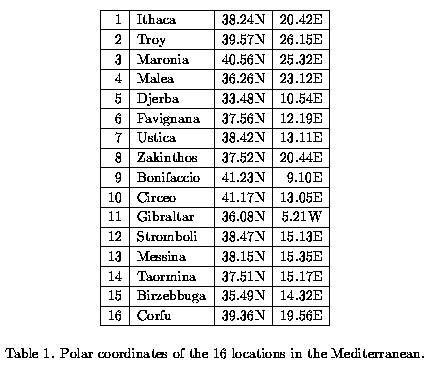 1 Ithaca 38.24N 20.42E
2 Troy 39.57N 26.15E
3 Maronia 40.56N 25.32E
4 Malea 36.26N 23.12E
5 Djerba 33.48N 10.54E
6 Favignana 37.56N 12.19E
7 Ustica 38.42N 13.11E
8 Zakinthos 37.52N 20.44E
9 Bonifaccio 41.23N 9.10E
10 Circeo 41.17N 13.05E
11 Gibraltar 36.08N 5.21W
12 Stromboli 38.47N 15.13E
13 Messina 38.15N 15.35E
14 Taormina 37.51N 15.17E
15 Birzebbuga 35.49N 14.32E
16 Corfu 39.36N 19.56E
Table 1. Polar coordinates of the 16 locations in the Mediterranean.